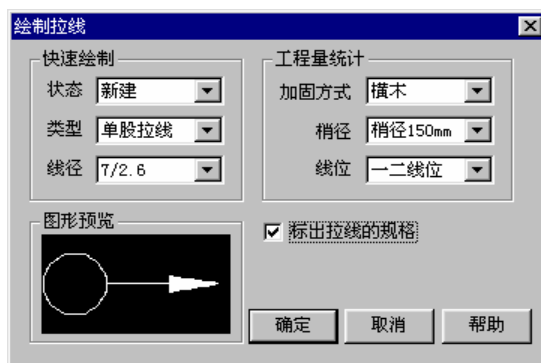 绘制拉线
快速绘制
状态 新建
类型 单股拉线
线径 7/2.6
工程量统计
加固方式 横木
梢径 梢径150mm
线位 一二线位
图形预览
标出拉线的规格
确定 取消 帮助